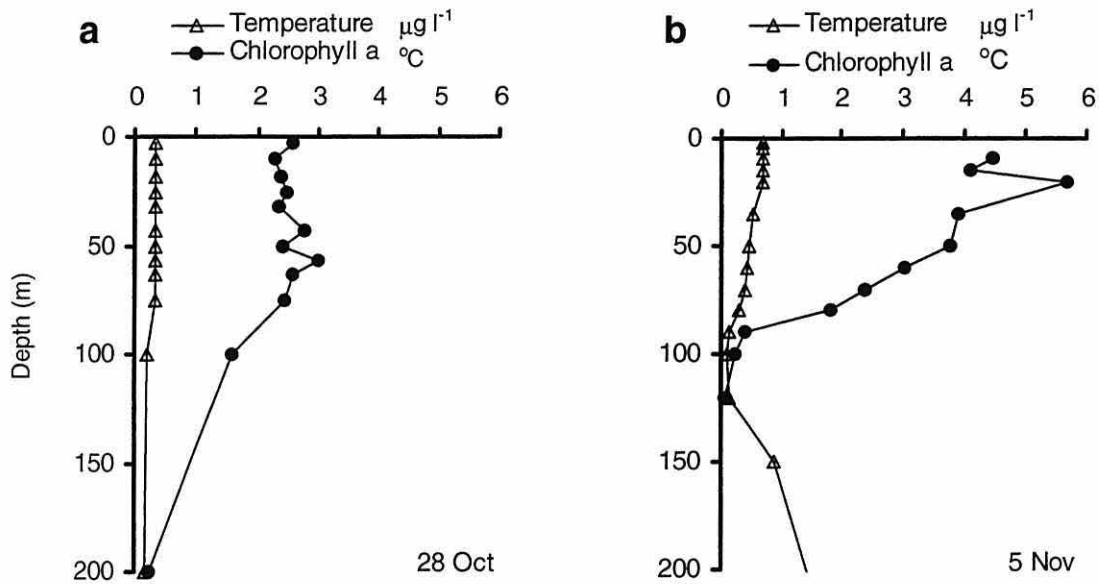 a
Temperature µg l-1
Chlorophyll a °C
0 1 2 3 4 5 6
0
50
100
150
200
Depth (m)
28 Oct
b
Temperature µg l-1
Chlorophyll a °C
0 1 2 3 4 5 6
0
50
100
150
200
5 Nov